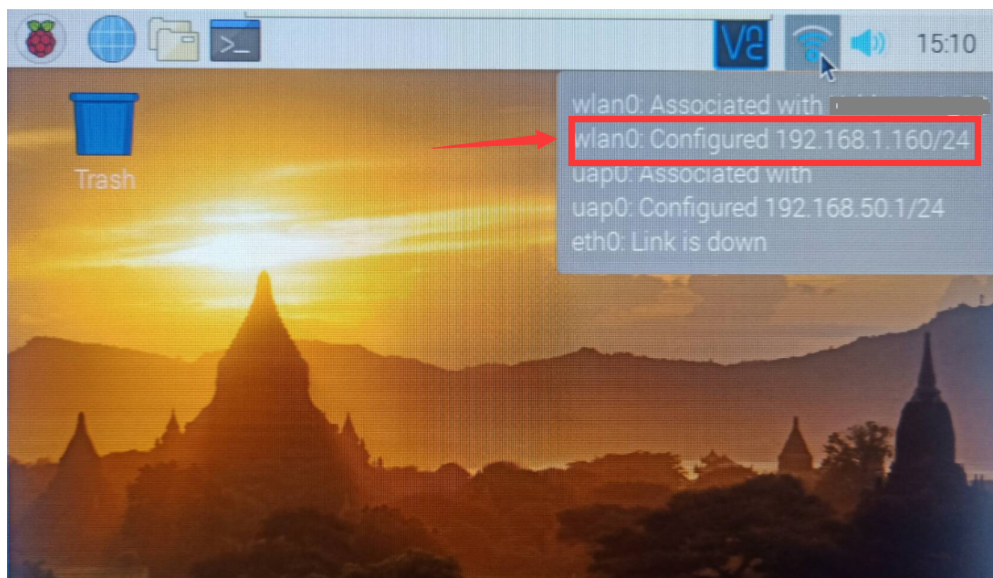 >_
V2
15:10
wlan0: Associated with
wlan0: Configured 192.168.1.160/24
uap0: Associated with
uap0: Configured 192.168.50.1/24
eth0: Link is down
Trash